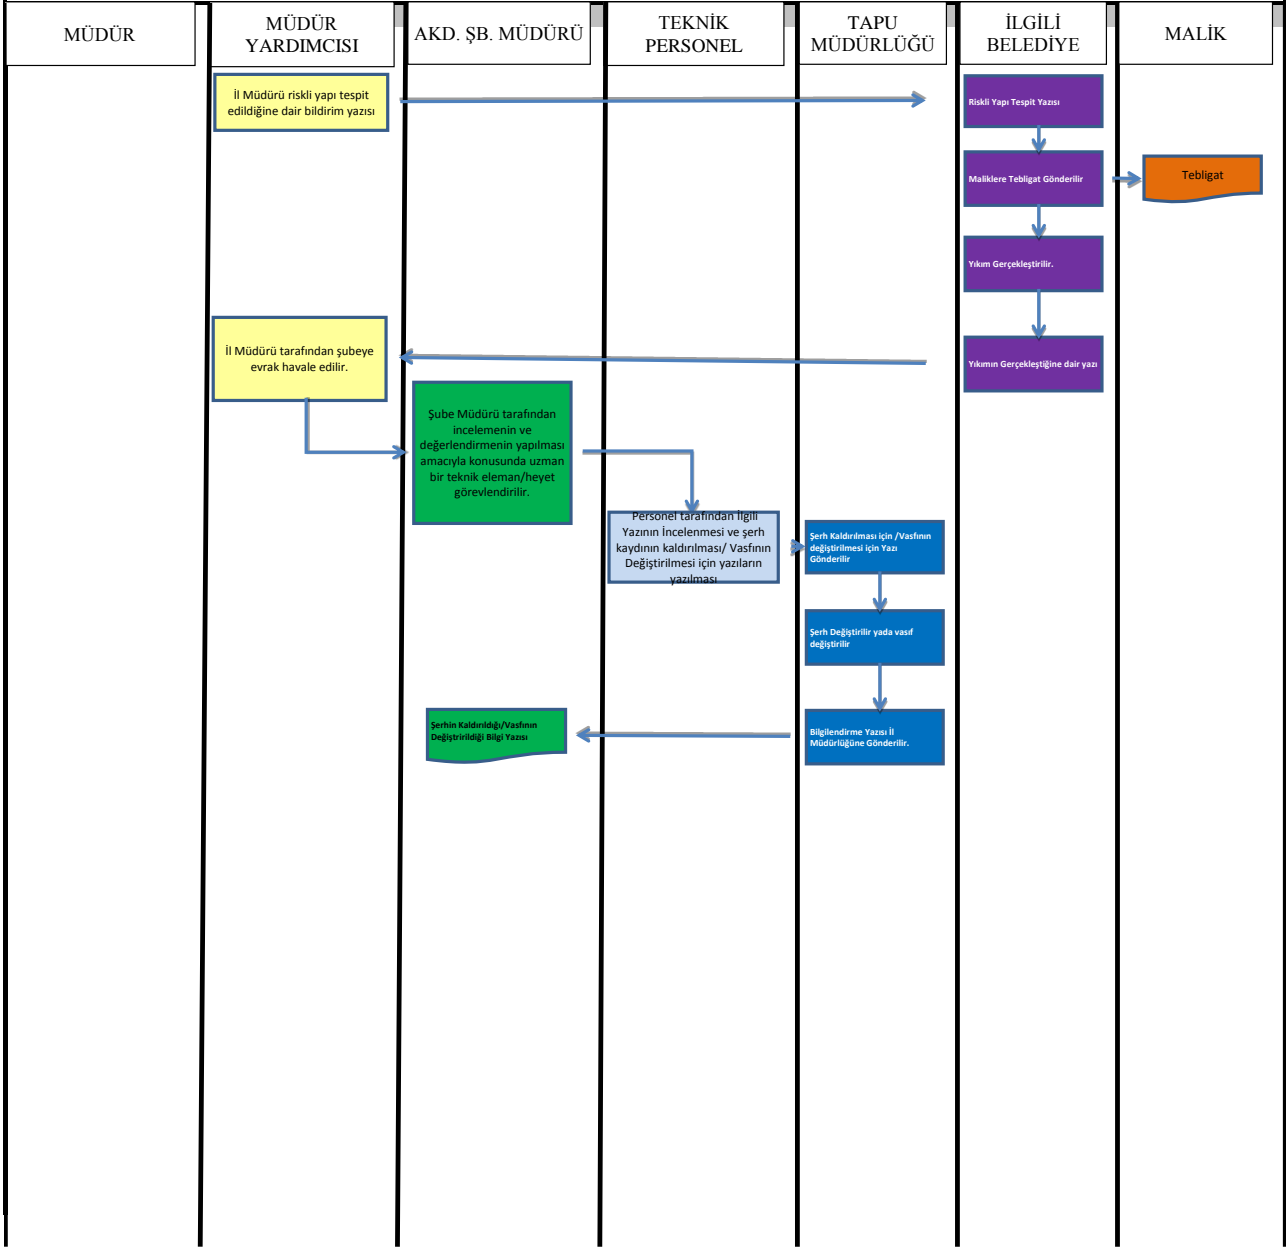 MÜDÜR
MÜDÜR
YARDIMCISI
AKD. ŞB. MÜDÜRÜ
TEKNİK
PERSONEL
TAPU
MÜDÜRLÜĞÜ
İLGİLİ
BELEDİYE
MALİK
İl Müdürü riskli yapı tespit
edildiğine dair bildirim yazısı
Riskli Yapı Tespit Yazısı
Maliklere Tebligat Gönderilir
Tebligat
Yıkım Gerçekleştirilir.
İl Müdürü tarafından şubeye
evrak havale edilir.
Yıkımın Gerçekleştiğine dair yazı
Şube Müdürü tarafından
incelemenin ve
değerlendirmenin yapılması
amacıyla konusunda uzman
bir teknik eleman/heyet
görevlendirilir.
Personel tarafından İlgili
Yazının İncelenmesi ve şerh
kaydının kaldırılması/ Vasfının
Değiştirilmesi için yazıların
yazılması
Şerh Kaldırılması için /Vasfının
değiştirilmesi için Yazı
Gönderilir
Şerh Değiştirilir yada vasıf
değiştirilir
Şerhin Kaldırıldığı/Vasfının
Değiştririldiği Bilgi Yazısı
Bilgilendirme Yazısı İl
Müdürlüğüne Gönderilir.